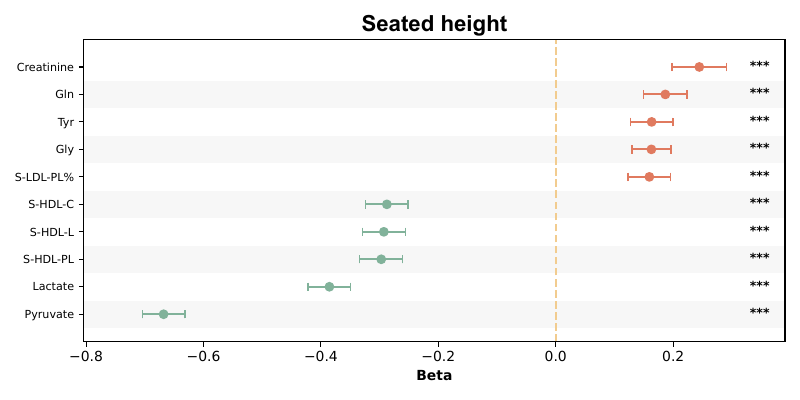 Seated height
Creatinine ***
Gln ***
Tyr ***
Gly ***
S-LDL-PL% ***
S-HDL-C ***
S-HDL-L ***
S-HDL-PL ***
Lactate ***
Pyruvate ***
−0.8 −0.6 −0.4 −0.2 0.0 0.2
Beta